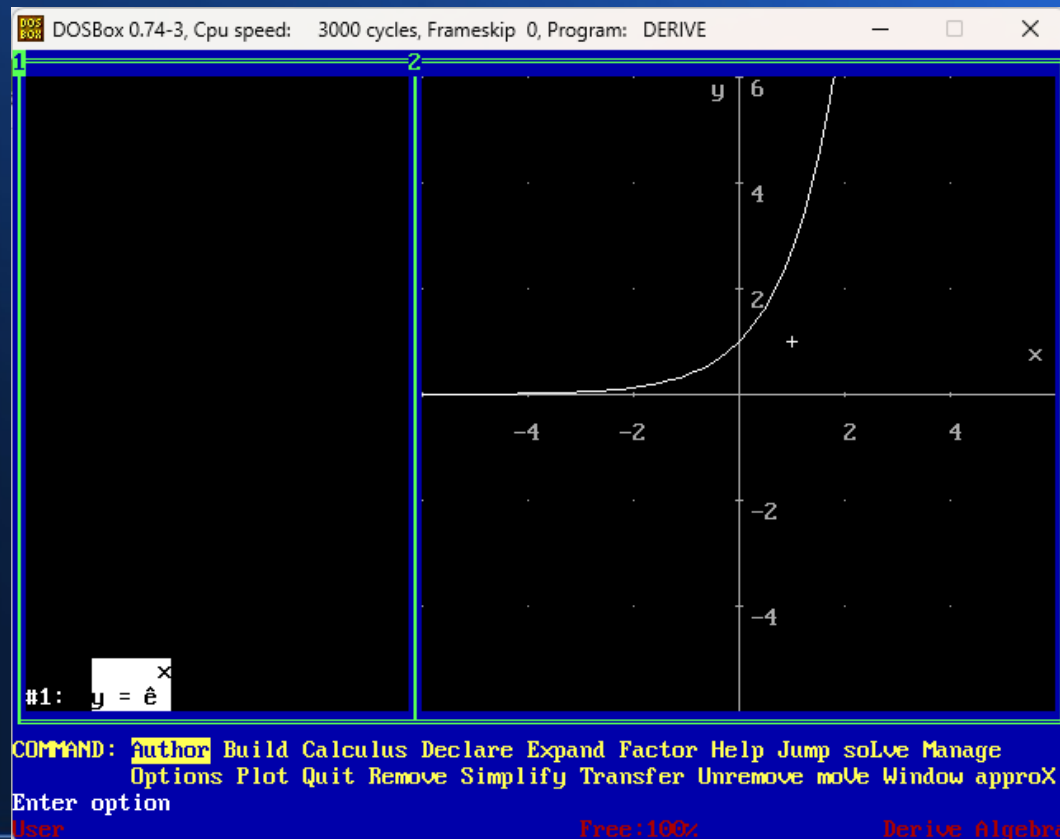 DOSBox 0.74-3, Cpu speed: 3000 cycles, Frameskip 0, Program: DERIVE
1 2
y 6
4
2
x
-4 -2 2 4
-2
-4
x
#1: y = ê
COMMAND: Author Build Calculus Declare Expand Factor Help Jump soLve Manage
Options Plot Quit Remove Simplify Transfer Unremove moVe Window approX
Enter option
User Free:100% Derive Algebra